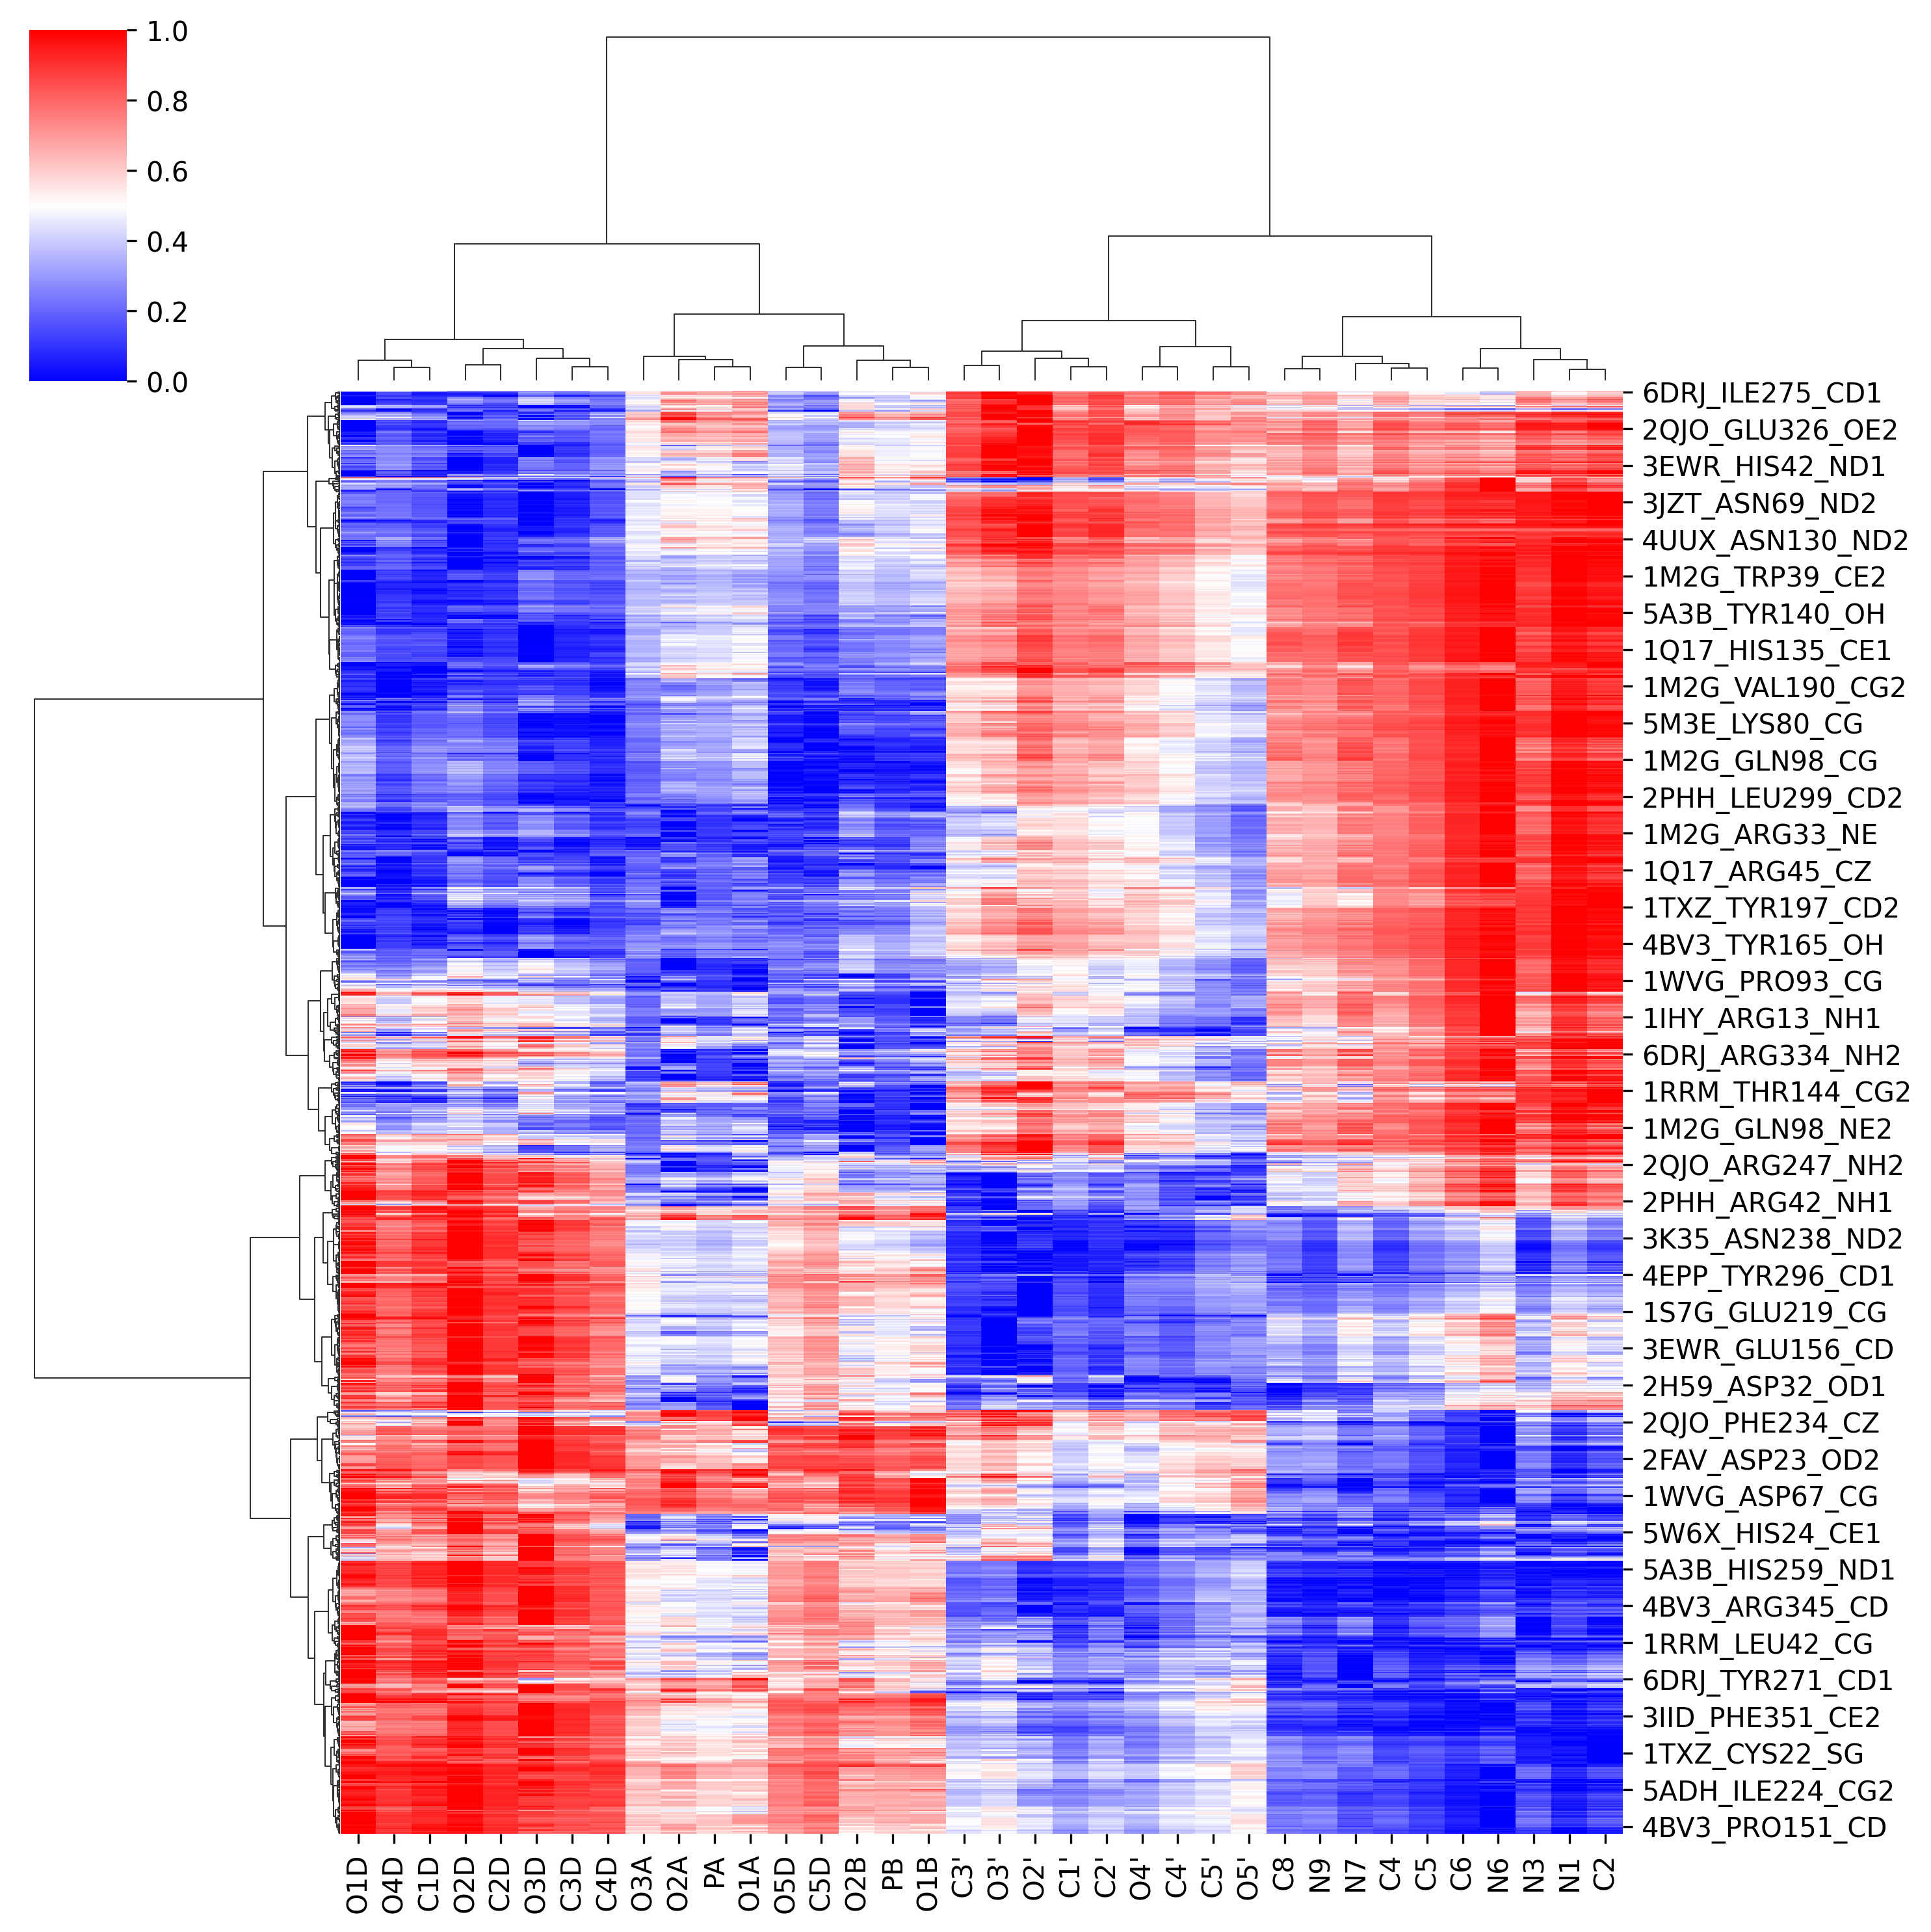 1.0
0.8
0.6
0.4
0.2
0.0
6DRJ_ILE275_CD1
2QJO_GLU326_OE2
3EWR_HIS42_ND1
3JZT_ASN69_ND2
4UUX_ASN130_ND2
1M2G_TRP39_CE2
5A3B_TYR140_OH
1Q17_HIS135_CE1
1M2G_VAL190_CG2
5M3E_LYS80_CG
1M2G_GLN98_CG
2PHH_LEU299_CD2
1M2G_ARG33_NE
1Q17_ARG45_CZ
1TXZ_TYR197_CD2
4BV3_TYR165_OH
1WVG_PRO93_CG
1IHY_ARG13_NH1
6DRJ_ARG334_NH2
1RRM_THR144_CG2
1M2G_GLN98_NE2
2QJO_ARG247_NH2
2PHH_ARG42_NH1
3K35_ASN238_ND2
4EPP_TYR296_CD1
1S7G_GLU219_CG
3EWR_GLU156_CD
2H59_ASP32_OD1
2QJO_PHE234_CZ
2FAV_ASP23_OD2
1WVG_ASP67_CG
5W6X_HIS24_CE1
5A3B_HIS259_ND1
4BV3_ARG345_CD
1RRM_LEU42_CG
6DRJ_TYR271_CD1
3IID_PHE351_CE2
1TXZ_CYS22_SG
5ADH_ILE224_CG2
4BV3_PRO151_CD
O1D
O4D
C1D
O2D
C2D
O3D
C3D
C4D
O3A
O2A
PA
O1A
O5D
C5D
O2B
PB
O1B
C3'
O3'
O2'
C1'
C2'
O4'
C4'
C5'
O5'
C8
N9
N7
C4
C5
C6
N6
N3
N1
C2